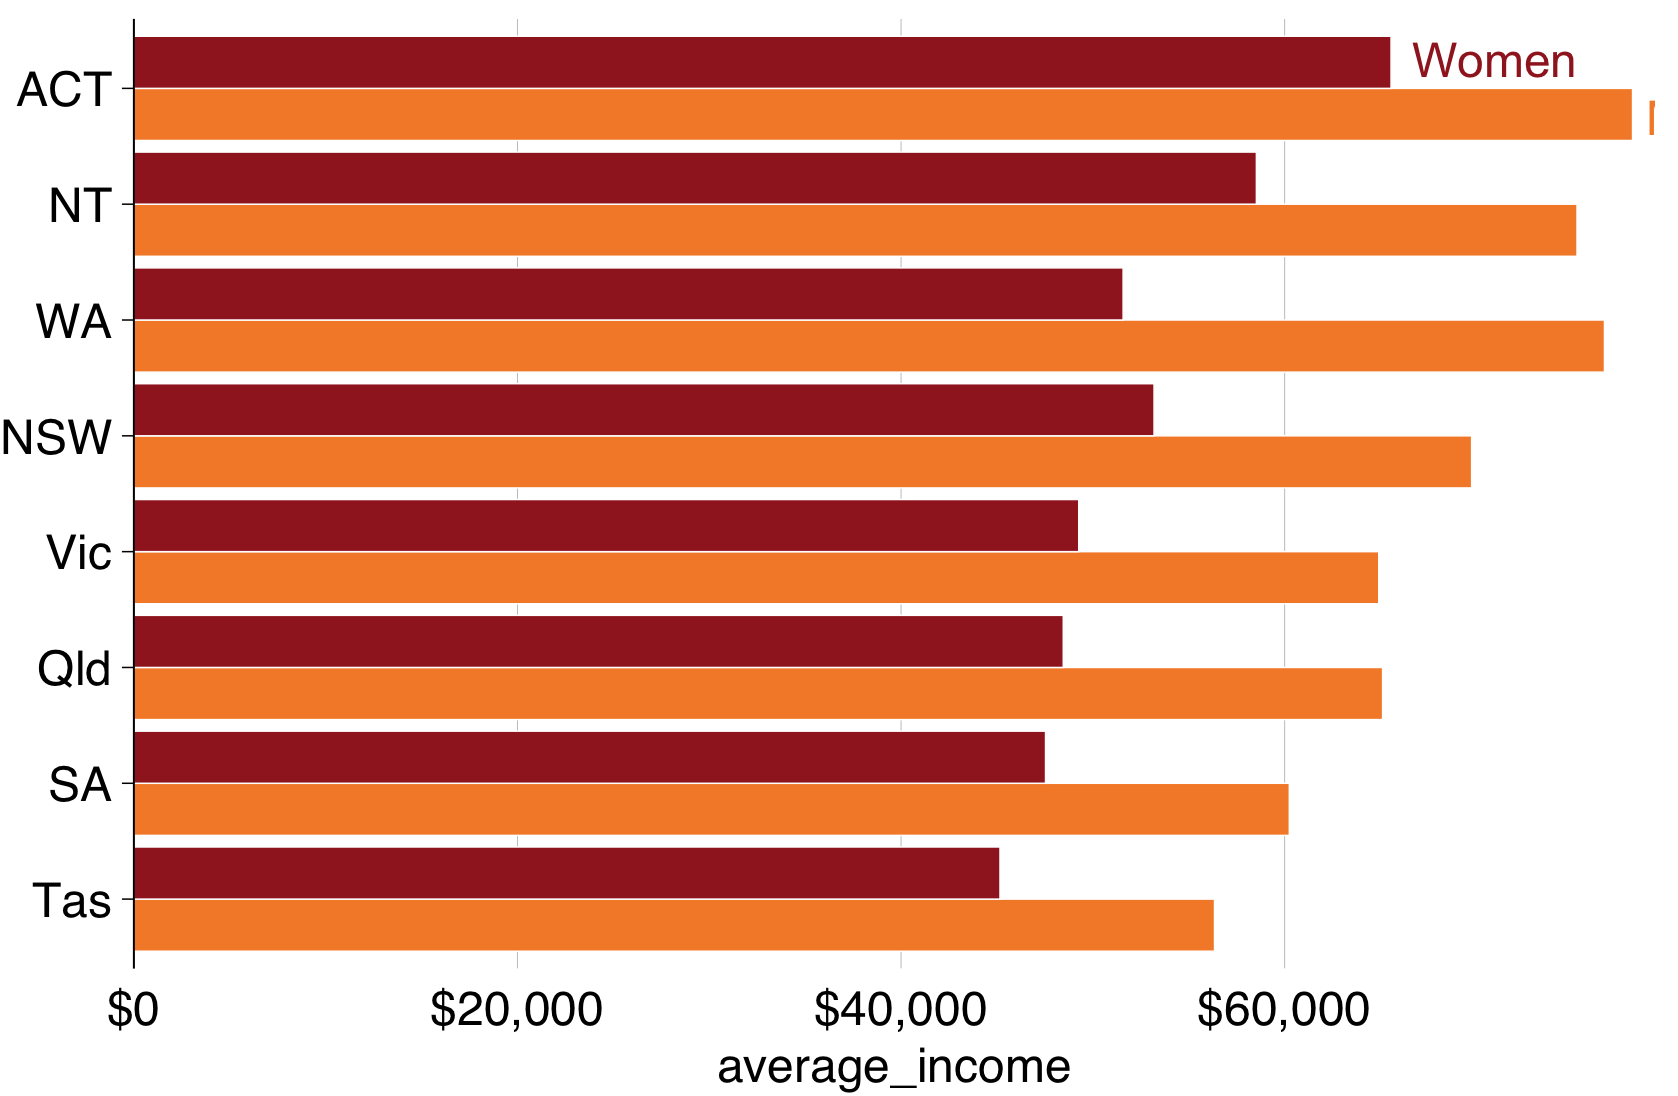 Women
ACT
NT
WA
NSW
Vic
Qld
SA
Tas
$0 $20,000 $40,000 $60,000
average_income